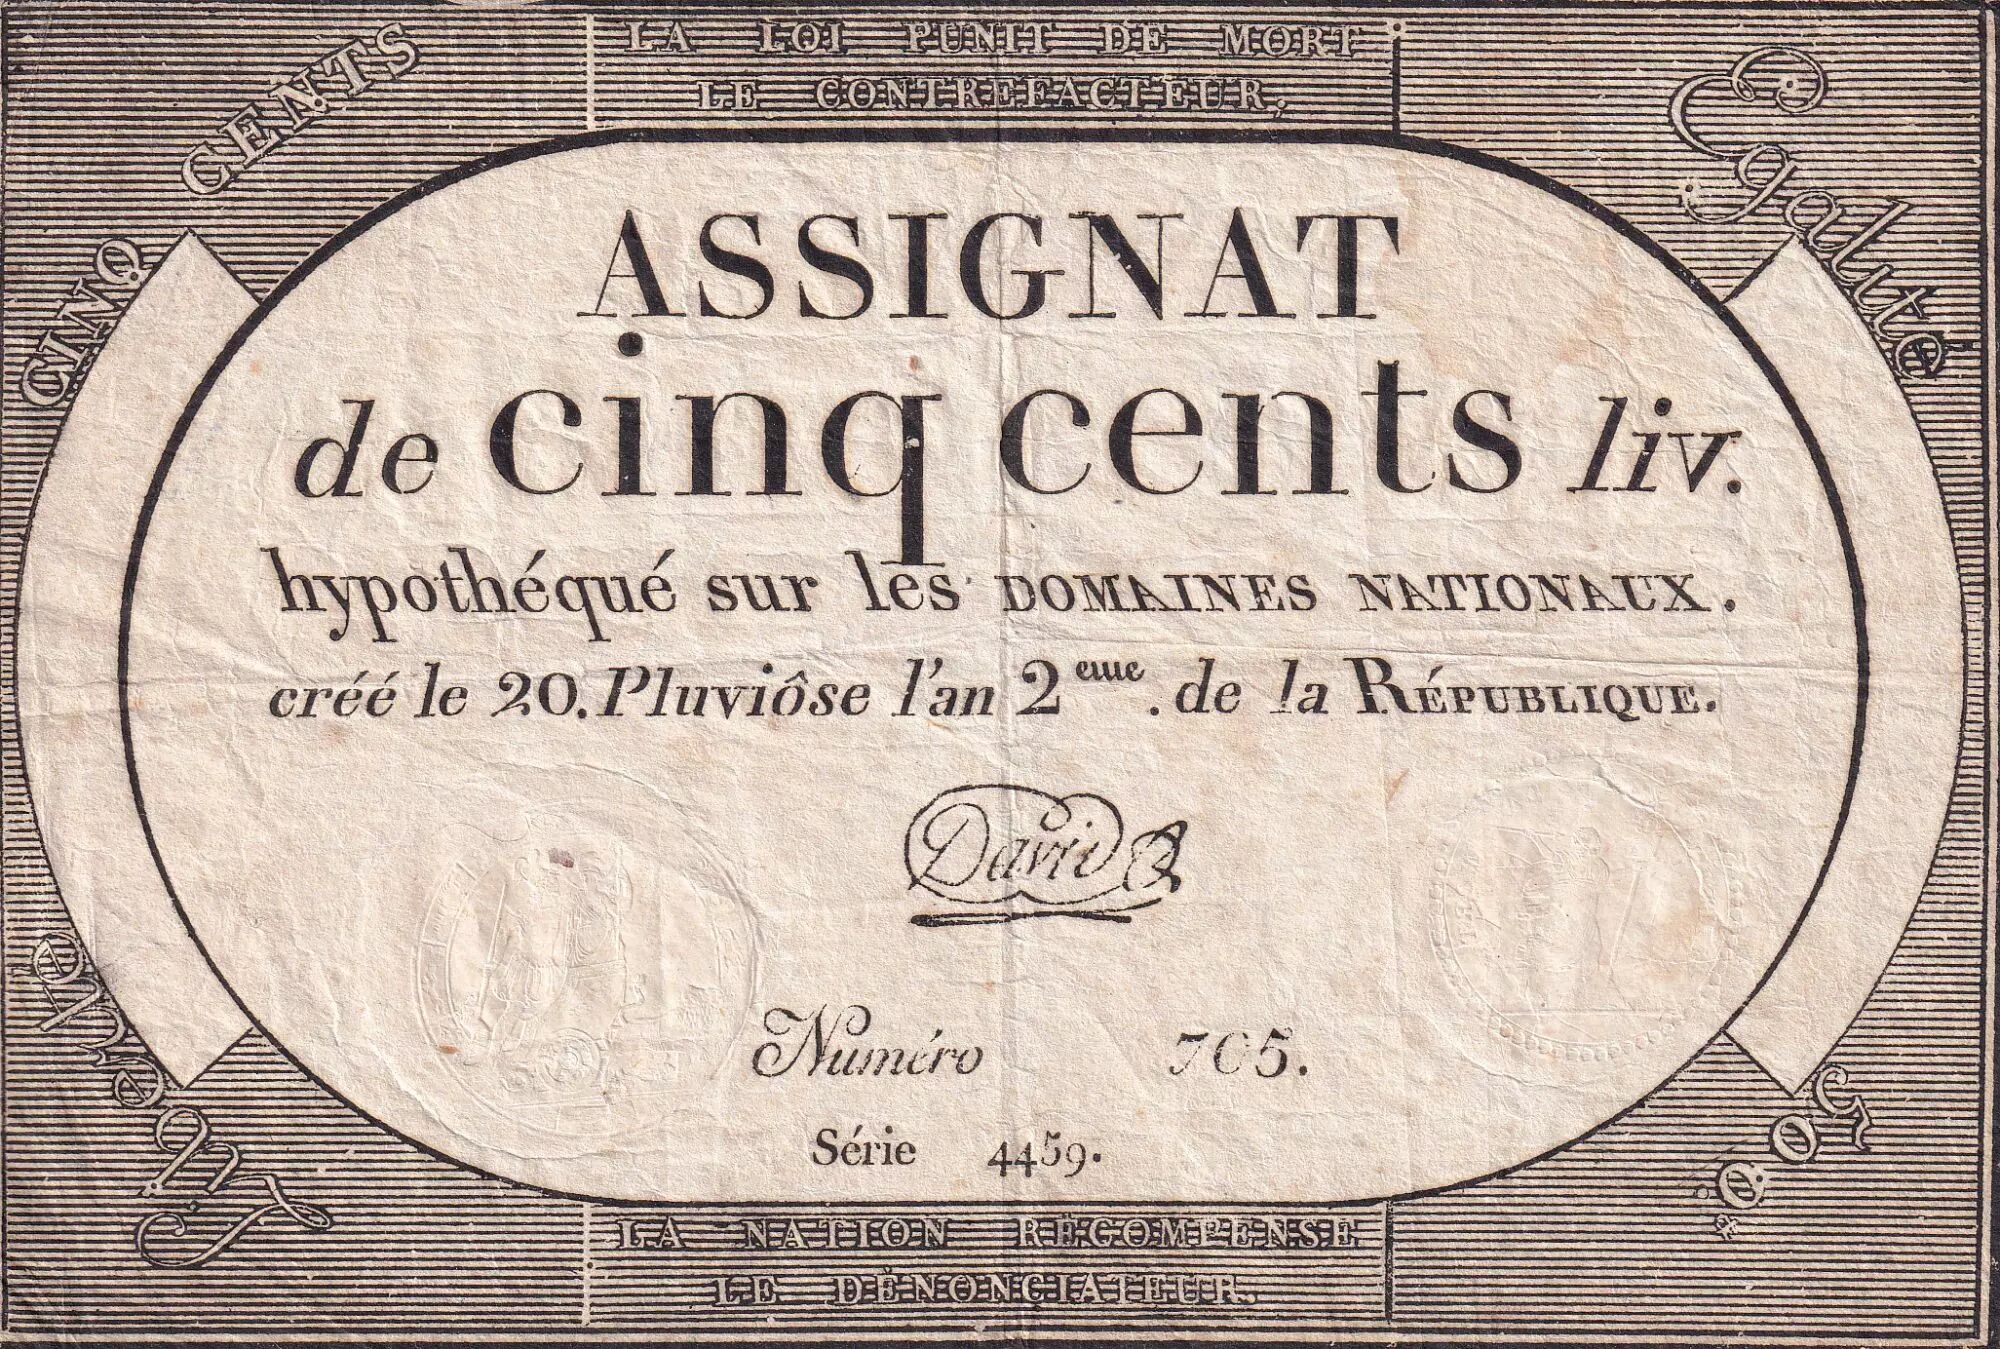 LA LOI PUNIT DE MORT
LE CONTREFACTEUR.
CINQ CENTS
Egalité
ASSIGNAT
de cinq cents liv.
hypothéqué sur les DOMAINES NATIONAUX.
créé le 20. Pluviôse l'an 2eme. de la RÉPUBLIQUE.
David
Numéro 705.
Série 4459.
Liberté
500#
LA NATION RÉCOMPENSE
LE DÉNONCIATEUR.